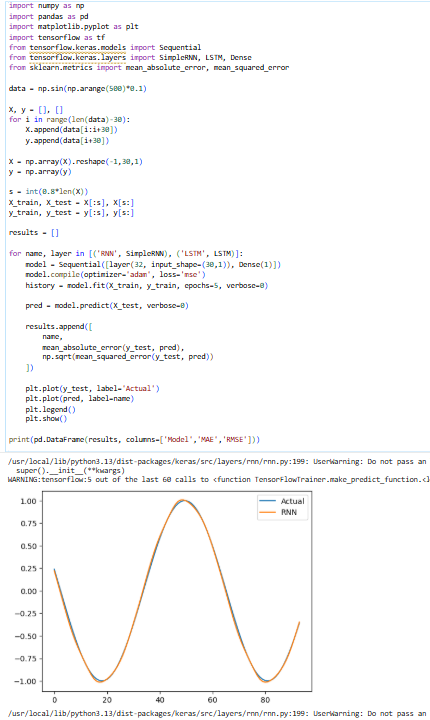 import numpy as np
import pandas as pd
import matplotlib.pyplot as plt
import tensorflow as tf
from tensorflow.keras.models import Sequential
from tensorflow.keras.layers import SimpleRNN, LSTM, Dense
from sklearn.metrics import mean_absolute_error, mean_squared_error

data = np.sin(np.arange(500)*0.1)

X, y = [], []
for i in range(len(data)-30):
    X.append(data[i:i+30])
    y.append(data[i+30])

X = np.array(X).reshape(-1,30,1)
y = np.array(y)

s = int(0.8*len(X))
X_train, X_test = X[:s], X[s:]
y_train, y_test = y[:s], y[s:]

results = []

for name, layer in [('RNN', SimpleRNN), ('LSTM', LSTM)]:
    model = Sequential([layer(32, input_shape=(30,1)), Dense(1)])
    model.compile(optimizer='adam', loss='mse')
    history = model.fit(X_train, y_train, epochs=5, verbose=0)

    pred = model.predict(X_test, verbose=0)

    results.append([
        name,
        mean_absolute_error(y_test, pred),
        np.sqrt(mean_squared_error(y_test, pred))
    ])

    plt.plot(y_test, label='Actual')
    plt.plot(pred, label=name)
    plt.legend()
    plt.show()

print(pd.DataFrame(results, columns=['Model','MAE','RMSE']))
/usr/local/lib/python3.13/dist-packages/keras/src/layers/rnn/rnn.py:199: UserWarning: Do not pass an
  super().__init__(**kwargs)
WARNING:tensorflow:5 out of the last 60 calls to <function TensorFlowTrainer.make_predict_function.<l
Actual
RNN
1.00
0.75
0.50
0.25
0.00
−0.25
−0.50
−0.75
−1.00
0 20 40 60 80
/usr/local/lib/python3.13/dist-packages/keras/src/layers/rnn/rnn.py:199: UserWarning: Do not pass an